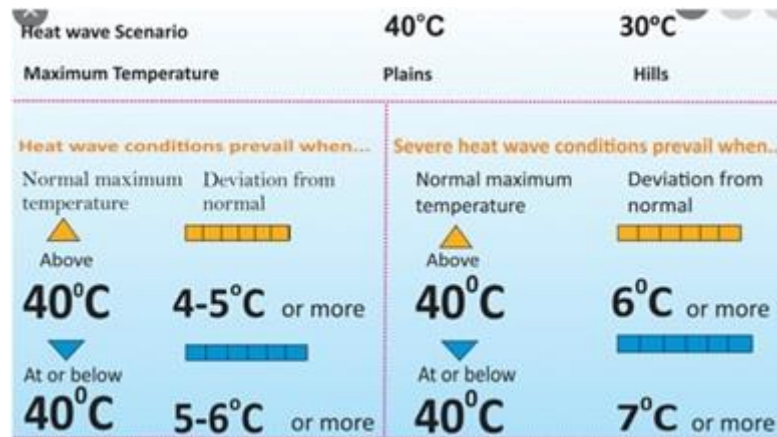 Heat wave Scenario 40°C 30°C
Maximum Temperature Plains Hills
Heat wave conditions prevail when...
Normal maximum temperature
Deviation from normal
Above
40°C 4-5°C or more
At or below
40°C 5-6°C or more
Severe heat wave conditions prevail when..
Normal maximum temperature
Deviation from normal
Above
40°C 6°C or more
At or below
40°C 7°C or more